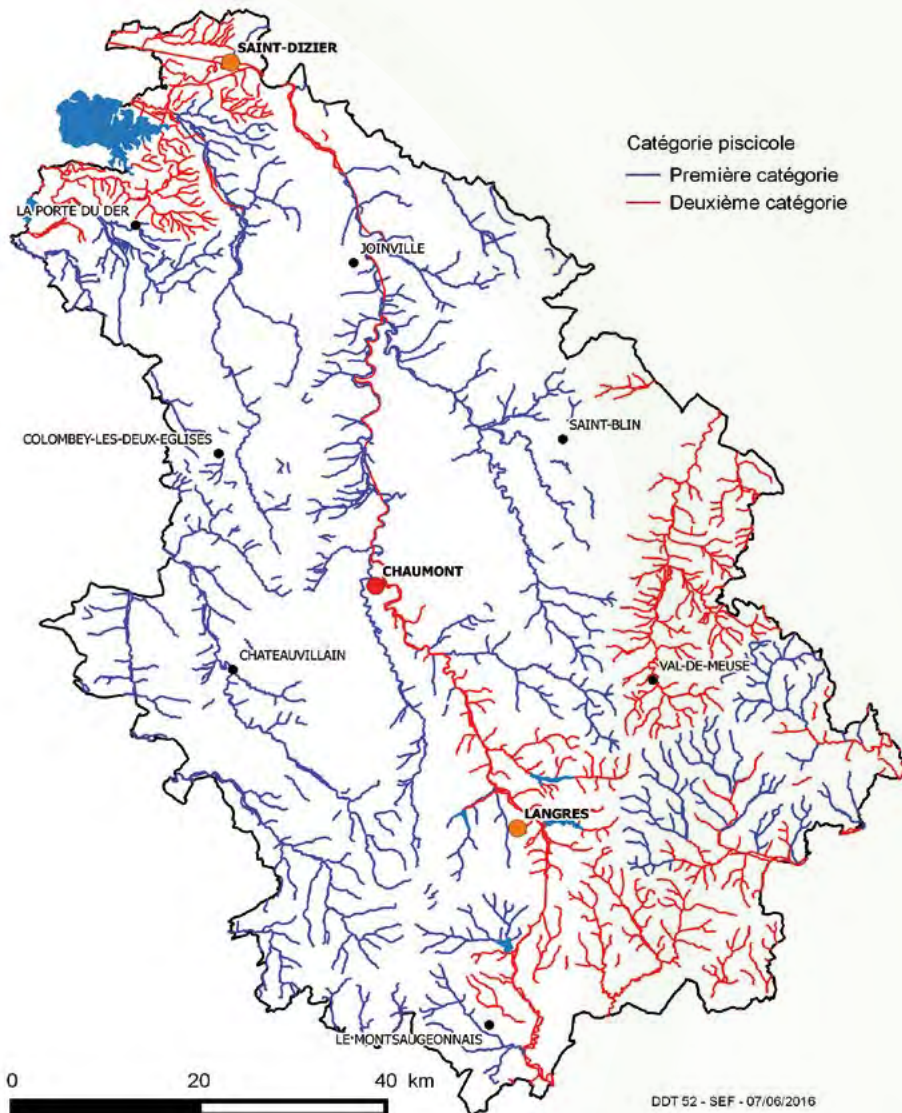 SAINT-DIZIER
Catégorie piscicole
Première catégorie
Deuxième catégorie
LA PORTE DU DER
JOINVILLE
SAINT-BLIN
COLOMBEY-LES-DEUX-EGLISES
CHAUMONT
CHATEAUVILLAIN
VAL-DE-MEUSE
LANGRES
LE MONTSAUGEONNAIS
0 20 40 km
DDT 52 - SEF - 07/06/2016